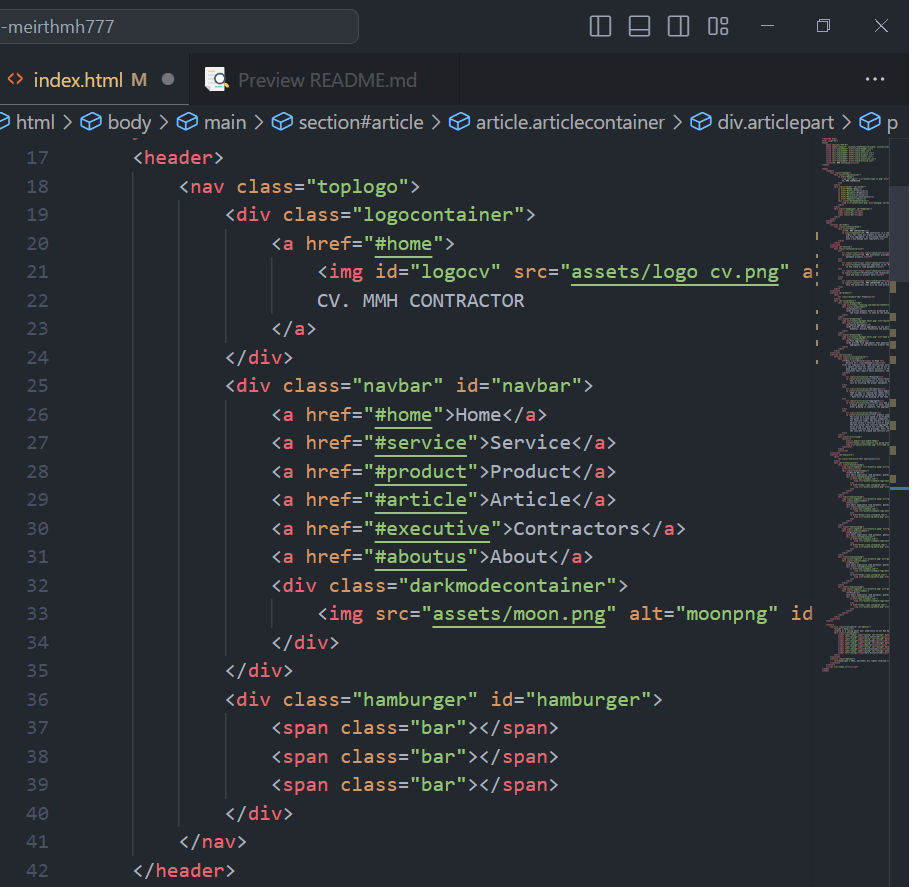 -meirthmh777
index.html M
Preview README.md
html > body > main > section#article > article.articlecontainer > div.articlepart > p
17 <header>
18 <nav class="toplogo">
19 <div class="logocontainer">
20 <a href="#home">
21 <img id="logocv" src="assets/logo cv.png" a
22 CV. MMH CONTRACTOR
23 </a>
24 </div>
25 <div class="navbar" id="navbar">
26 <a href="#home">Home</a>
27 <a href="#service">Service</a>
28 <a href="#product">Product</a>
29 <a href="#article">Article</a>
30 <a href="#executive">Contractors</a>
31 <a href="#aboutus">About</a>
32 <div class="darkmodecontainer">
33 <img src="assets/moon.png" alt="moonpng" id
34 </div>
35 </div>
36 <div class="hamburger" id="hamburger">
37 <span class="bar"></span>
38 <span class="bar"></span>
39 <span class="bar"></span>
40 </div>
41 </nav>
42 </header>